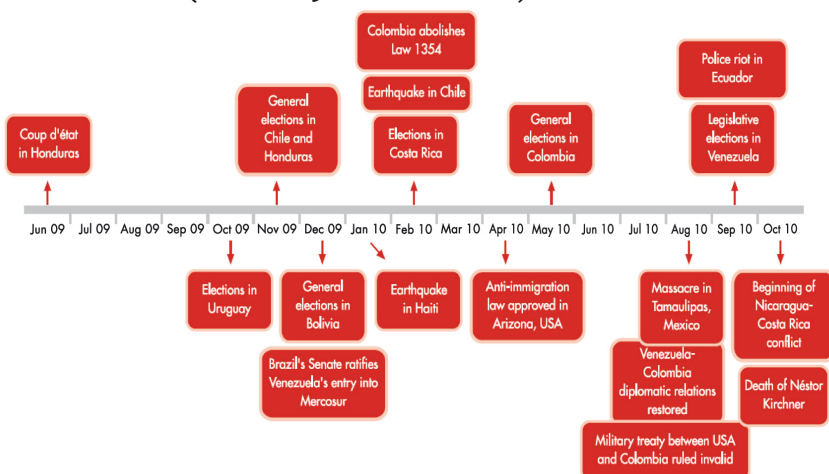 Colombia abolishes
Law 1354
Police riot in
Ecuador
Earthquake in Chile
General
elections in
Chile and
Honduras
Coup d'état
in Honduras
Elections in
Costa Rica
General
elections in
Colombia
Legislative
elections in
Venezuela
Jun 09 Jul 09 Aug 09 Sep 09 Oct 09 Nov 09 Dec 09 Jan 10 Feb 10 Mar 10 Apr 10 May 10 Jun 10 Jul 10 Aug 10 Sep 10 Oct 10
Elections in
Uruguay
General
elections in
Bolivia
Earthquake
in Haiti
Anti-immigration
law approved in
Arizona, USA
Massacre in
Tamaulipas,
Mexico
Beginning of
Nicaragua-
Costa Rica
conflict
Brazil's Senate ratifies
Venezuela's entry into
Mercosur
Venezuela-
Colombia
diplomatic relations
restored
Death of Néstor
Kirchner
Military treaty between USA
and Colombia ruled invalid